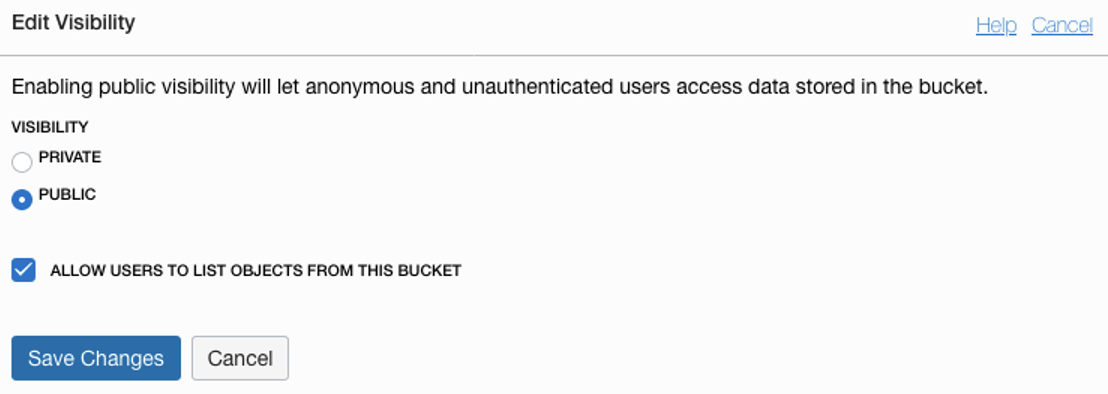 Edit Visibility
Help Cancel
Enabling public visibility will let anonymous and unauthenticated users access data stored in the bucket.
VISIBILITY
PRIVATE
PUBLIC
ALLOW USERS TO LIST OBJECTS FROM THIS BUCKET
Save Changes Cancel